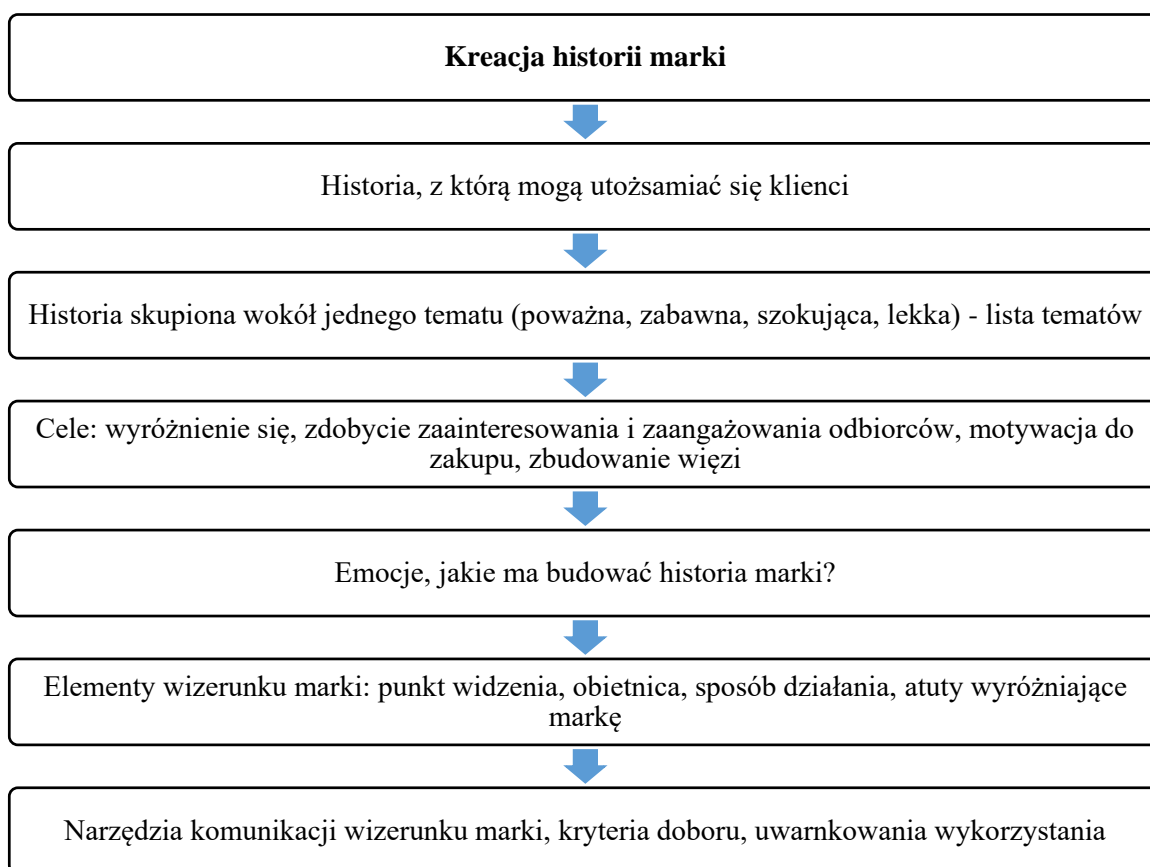 Kreacja historii marki
Historia, z którą mogą utożsamiać się klienci
Historia skupiona wokół jednego tematu (poważna, zabawna, szokująca, lekka) - lista tematów
Cele: wyróżnienie się, zdobycie zaainteresowania i zaangażowania odbiorców, motywacja do
zakupu, zbudowanie więzi
Emocje, jakie ma budować historia marki?
Elementy wizerunku marki: punkt widzenia, obietnica, sposób działania, atuty wyróżniające
markę
Narzędzia komunikacji wizerunku marki, kryteria doboru, uwarnkowania wykorzystania